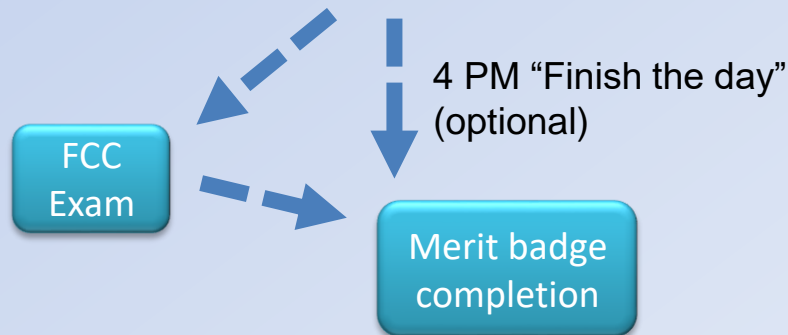 4 PM “Finish the day”
(optional)
FCC
Exam
Merit badge
completion